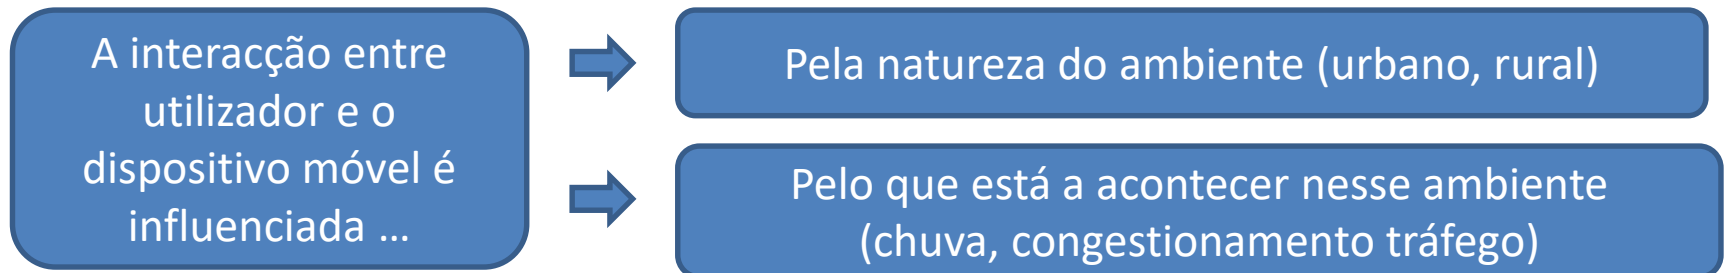 A interacção entre
utilizador e o
dispositivo móvel é
influenciada …
Pela natureza do ambiente (urbano, rural)
Pelo que está a acontecer nesse ambiente
(chuva, congestionamento tráfego)